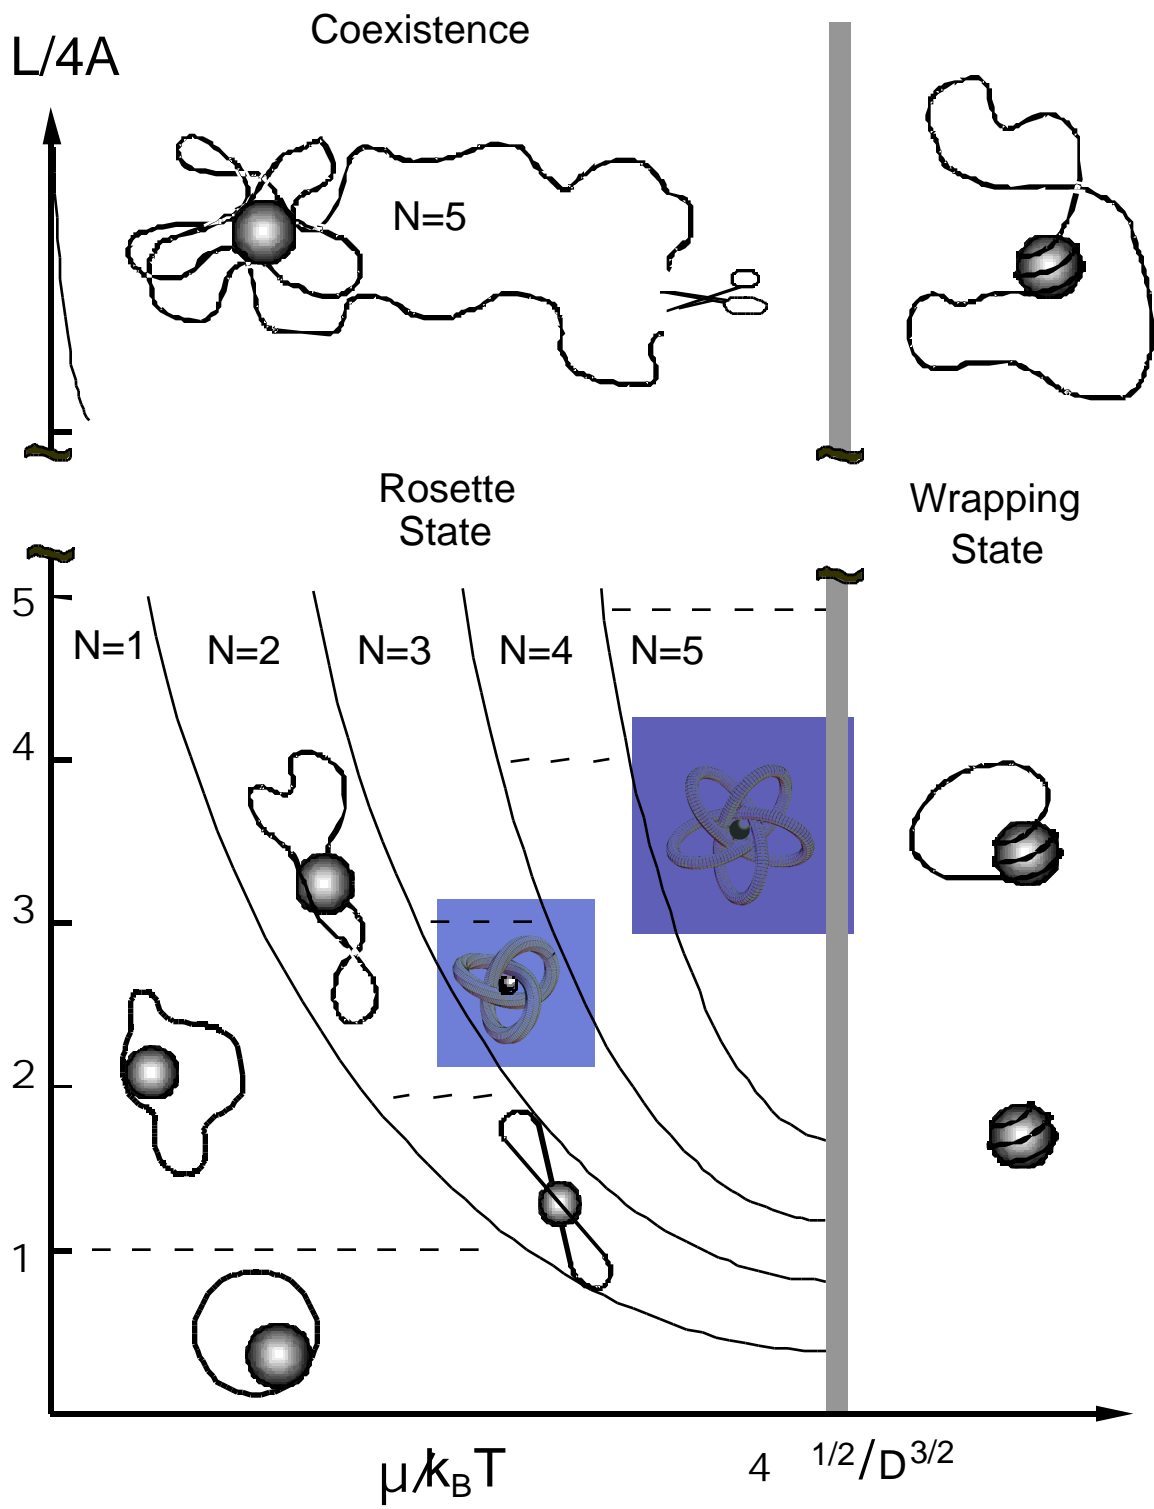 Coexistence
L/4A
N=5
Rosette
State
Wrapping
State
5
N=1
N=2
N=3
N=4
N=5
4
3
2
1
μ/k_BT
4 ^1/2/D^3/2